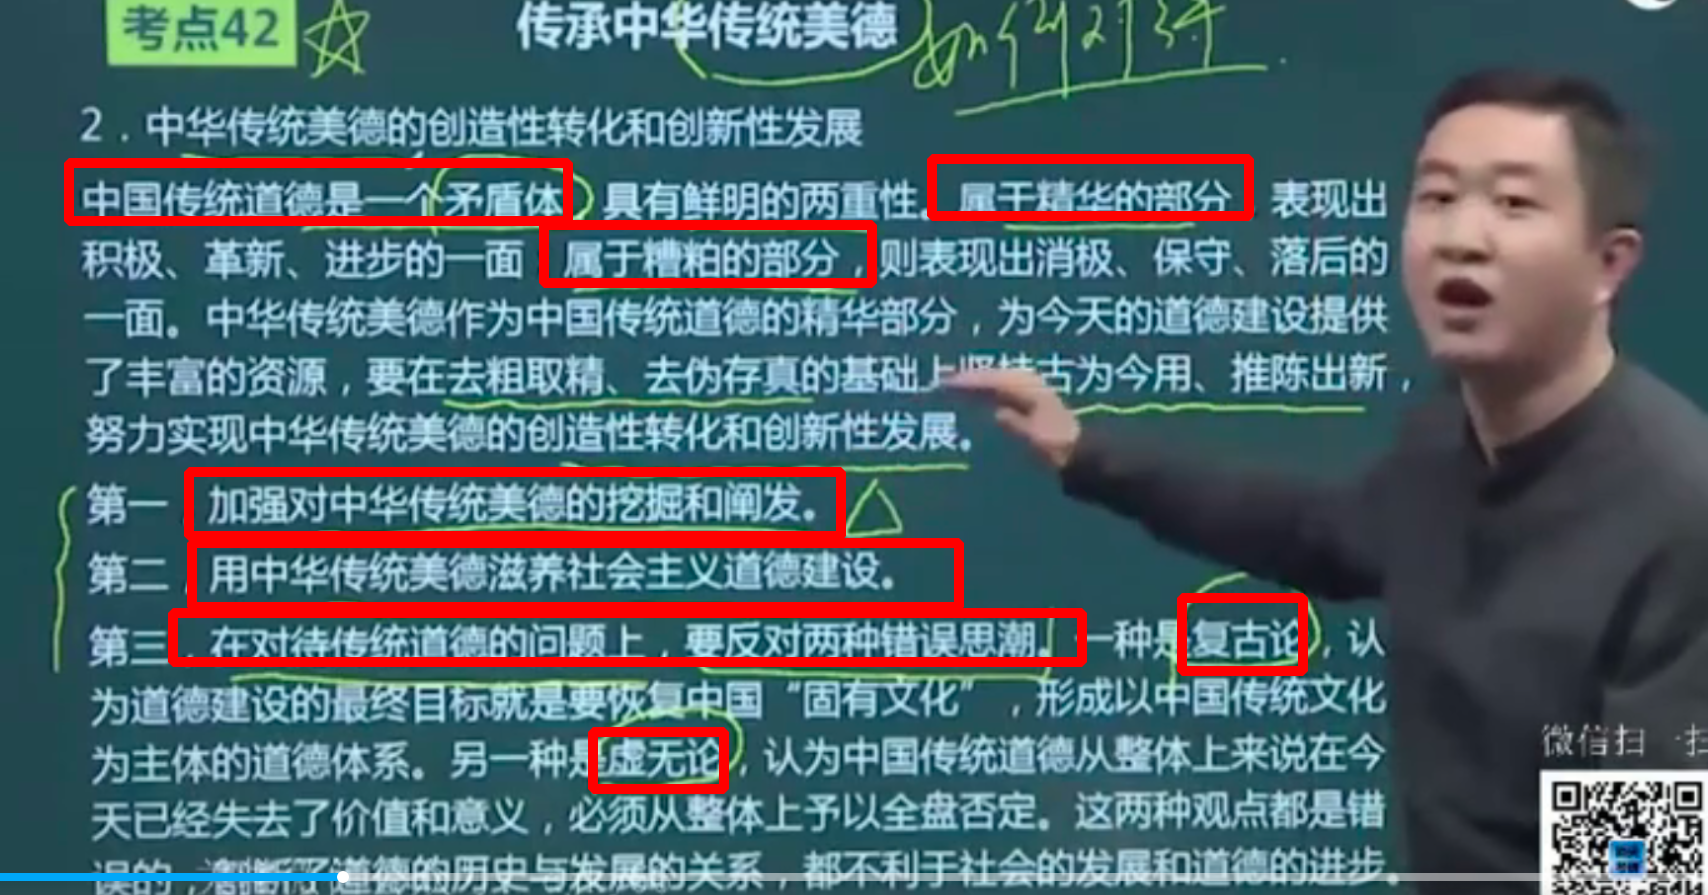 考点42
传承中华传统美德 如何对待
2．中华传统美德的创造性转化和创新性发展
中国传统道德是一个矛盾体 具有鲜明的两重性。属于精华的部分 表现出
积极、革新、进步的一面 属于糟粕的部分，则表现出消极、保守、落后的
一面。中华传统美德作为中国传统道德的精华部分，为今天的道德建设提供
了丰富的资源，要在去粗取精、去伪存真的基础上坚持古为今用、推陈出新，
努力实现中华传统美德的创造性转化和创新性发展。
第一 加强对中华传统美德的挖掘和阐发。
第二，用中华传统美德滋养社会主义道德建设。
第三，在对待传统道德的问题上，要反对两种错误思潮。一种是复古论，认
为道德建设的最终目标就是要恢复中国“固有文化”，形成以中国传统文化
为主体的道德体系。另一种是虚无论，认为中国传统道德从整体上来说在今
天已经失去了价值和意义，必须从整体上予以全盘否定。这两种观点都是错
误的，割断了道德的历史与发展的关系，都不利于社会的发展和道德的进步。
微信扫一扫